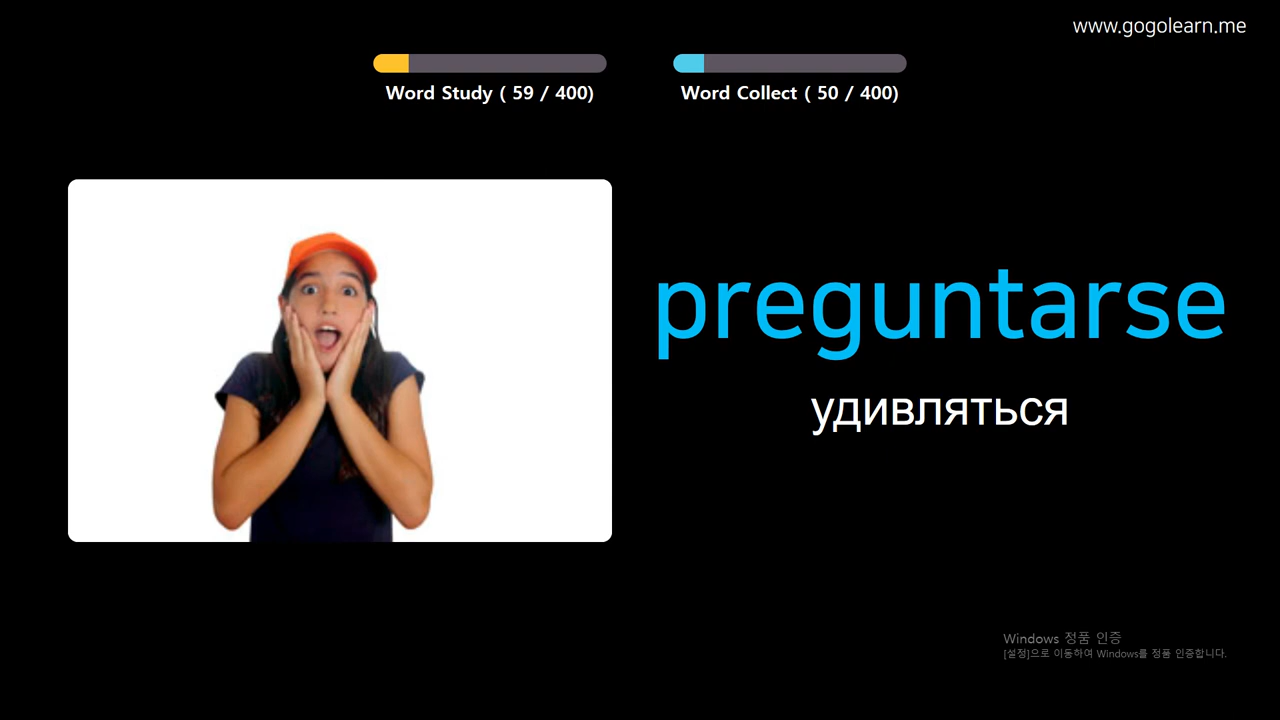 www.gogolearn.me
Word Study ( 59 / 400)
Word Collect ( 50 / 400)
preguntarse
удивляться
Windows 정품 인증
[설정]으로 이동하여 Windows를 정품 인증합니다.